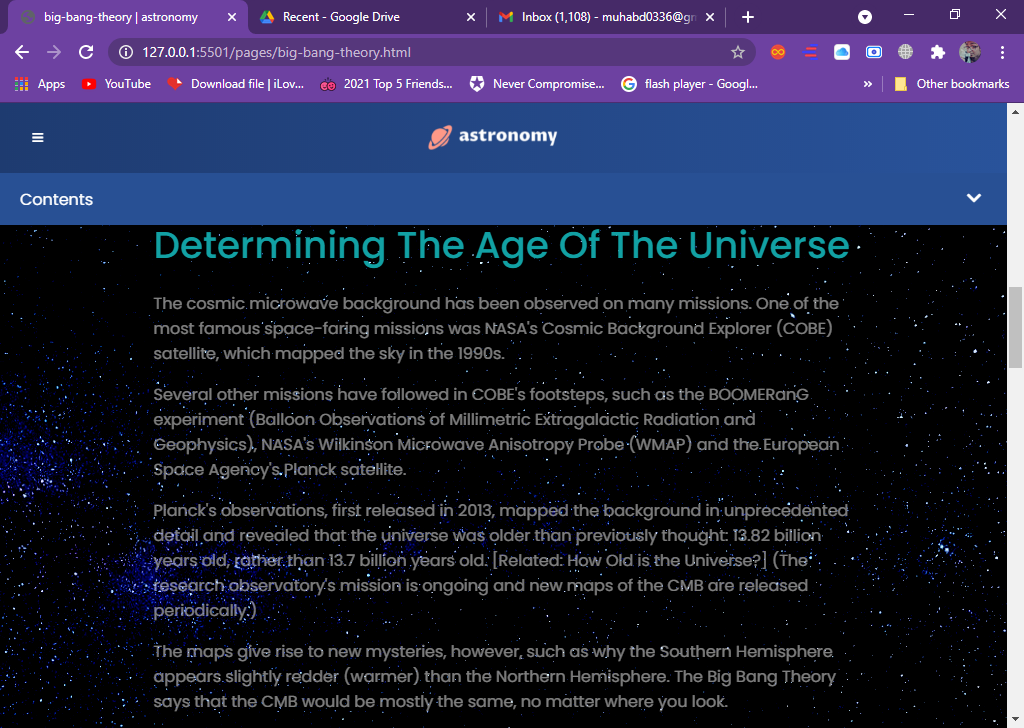 big-bang-theory | astronomy
Recent - Google Drive
Inbox (1,108) - muhabd0336@gm
127.0.0.1:5501/pages/big-bang-theory.html
Apps
YouTube
Download file | iLov...
2021 Top 5 Friends...
Never Compromise...
flash player - Googl...
»
Other bookmarks
astronomy
Contents
Determining The Age Of The Universe
The cosmic microwave background has been observed on many missions. One of the
most famous space-faring missions was NASA's Cosmic Background Explorer (COBE)
satellite, which mapped the sky in the 1990s.
Several other missions have followed in COBE's footsteps, such as the BOOMERanG
experiment (Balloon Observations of Millimetric Extragalactic Radiation and
Geophysics), NASA's Wilkinson Microwave Anisotropy Probe (WMAP) and the European
Space Agency's Planck satellite.
Planck's observations, first released in 2013, mapped the background in unprecedented
detail and revealed that the universe was older than previously thought: 13.82 billion
years old, rather than 13.7 billion years old. [Related: How Old is the Universe?] (The
research observatory's mission is ongoing and new maps of the CMB are released
periodically.)
The maps give rise to new mysteries, however, such as why the Southern Hemisphere
appears slightly redder (warmer) than the Northern Hemisphere. The Big Bang Theory
says that the CMB would be mostly the same, no matter where you look.